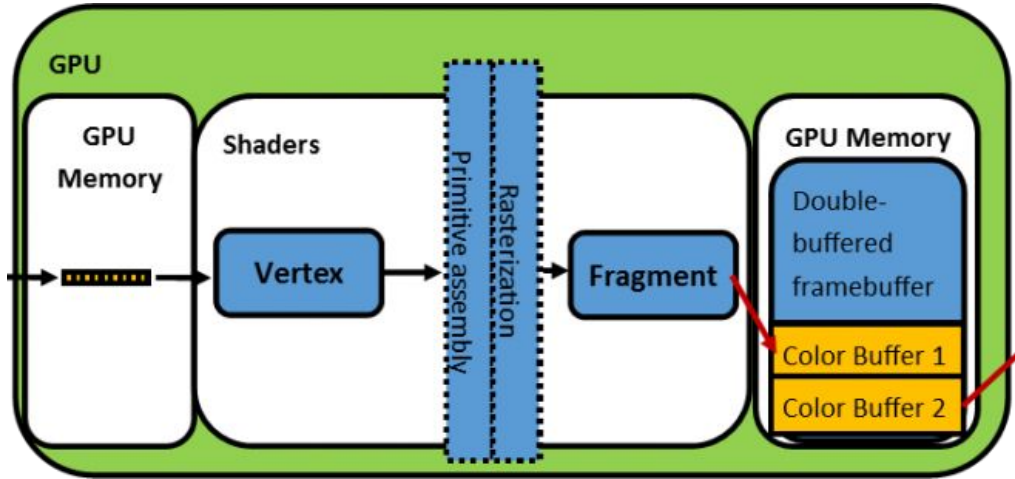 GPU
GPU
Memory
Shaders
Vertex
Primitive assembly
Rasterization
Fragment
GPU Memory
Double-
buffered
framebuffer
Color Buffer 1
Color Buffer 2